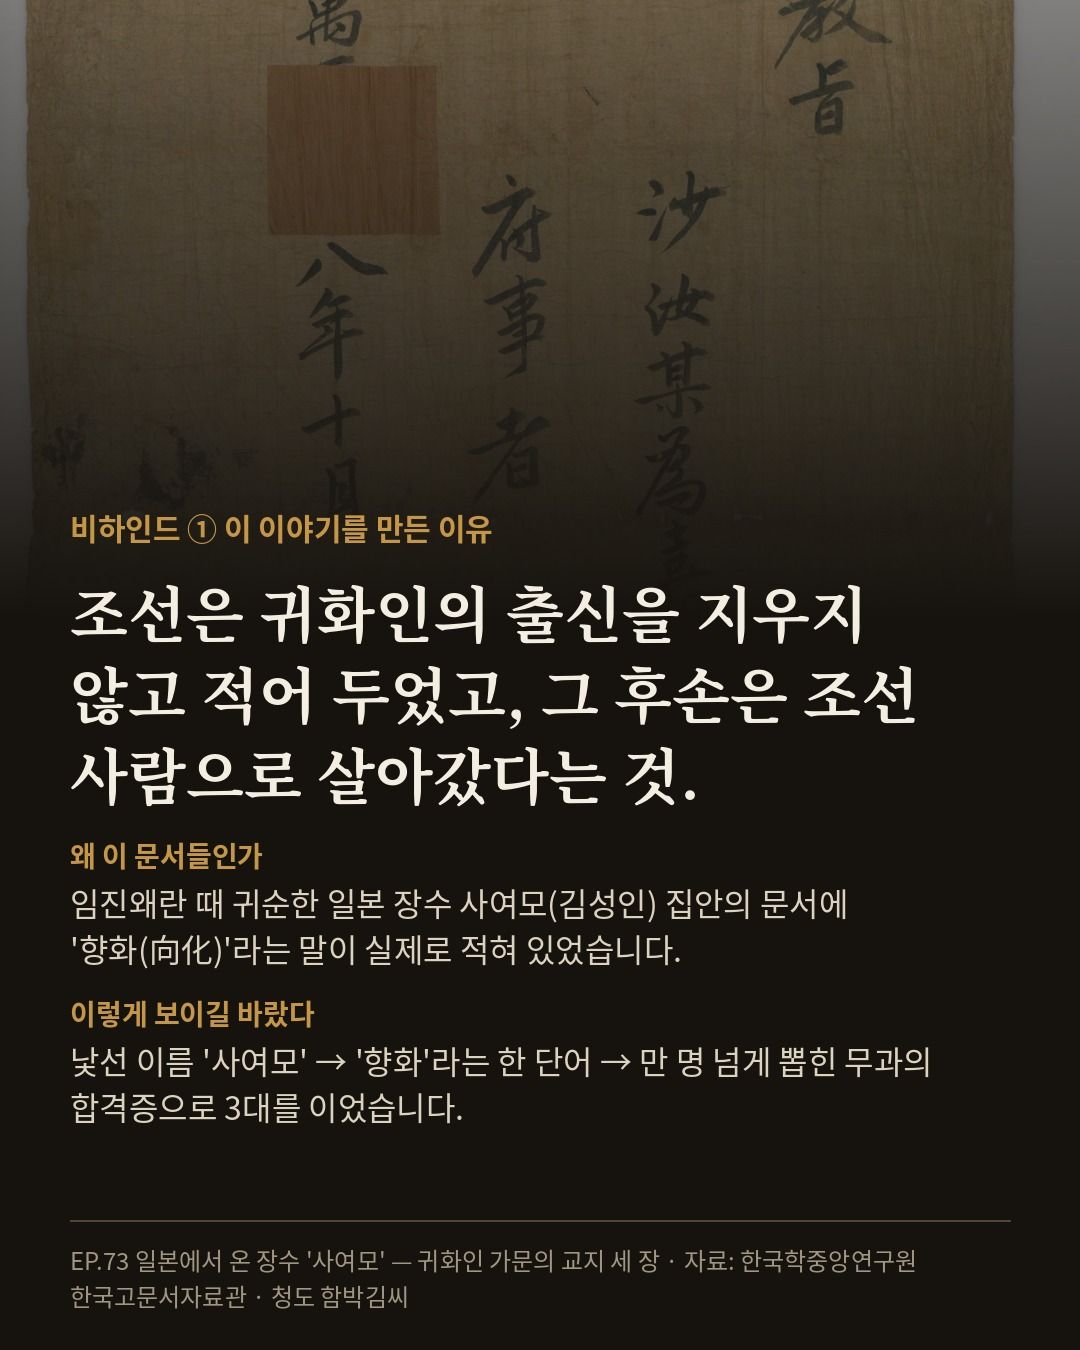 教旨
沙汝某爲嘉
府事者
萬
八年十月
비하인드 ① 이 이야기를 만든 이유
조선은 귀화인의 출신을 지우지
않고 적어 두었고, 그 후손은 조선
사람으로 살아갔다는 것.
왜 이 문서들인가
임진왜란 때 귀순한 일본 장수 사여모(김성인) 집안의 문서에
'향화(向化)'라는 말이 실제로 적혀 있었습니다.
이렇게 보이길 바랐다
낯선 이름 '사여모' → '향화'라는 한 단어 → 만 명 넘게 뽑힌 무과의
합격증으로 3대를 이었습니다.
EP.73 일본에서 온 장수 '사여모' — 귀화인 가문의 교지 세 장 · 자료: 한국학중앙연구원
한국고문서자료관 · 청도 함박김씨